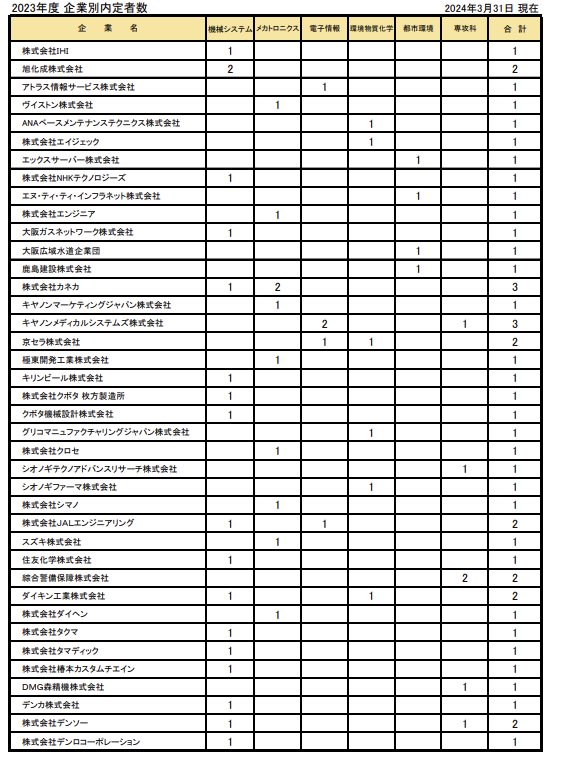 2023年度 企業別内定者数 2024年3月31日 現在
企 業 名 機械システム メカトロニクス 電子情報 環境物質化学 都市環境 専攻科 合 計
株式会社IHI 1 1
旭化成株式会社 2 2
アトラス情報サービス株式会社 1 1
ヴイストン株式会社 1 1
ANAベースメンテナンステクニクス株式会社 1 1
株式会社エイジェック 1 1
エックスサーバー株式会社 1 1
株式会社NHKテクノロジーズ 1 1
エヌ・ティ・ティ・インフラネット株式会社 1 1
株式会社エンジニア 1 1
大阪ガスネットワーク株式会社 1 1
大阪広域水道企業団 1 1
鹿島建設株式会社 1 1
株式会社カネカ 1 2 3
キヤノンマーケティングジャパン株式会社 1 1
キヤノンメディカルシステムズ株式会社 2 1 3
京セラ株式会社 1 1 2
極東開発工業株式会社 1 1
キリンビール株式会社 1 1
株式会社クボタ 枚方製造所 1 1
クボタ機械設計株式会社 1 1
グリコマニュファクチャリングジャパン株式会社 1 1
株式会社クロセ 1 1
シオノギテクノアドバンスリサーチ株式会社 1 1
シオノギファーマ株式会社 1 1
株式会社シマノ 1 1
株式会社JALエンジニアリング 1 1 2
スズキ株式会社 1 1
住友化学株式会社 1 1
綜合警備保障株式会社 2 2
ダイキン工業株式会社 1 1 2
株式会社ダイヘン 1 1
株式会社タクマ 1 1
株式会社タマディック 1 1
株式会社椿本カスタムチエイン 1 1
DMG森精機株式会社 1 1
デンカ株式会社 1 1
株式会社デンソー 1 1 2
株式会社デンロコーポレーション 1 1